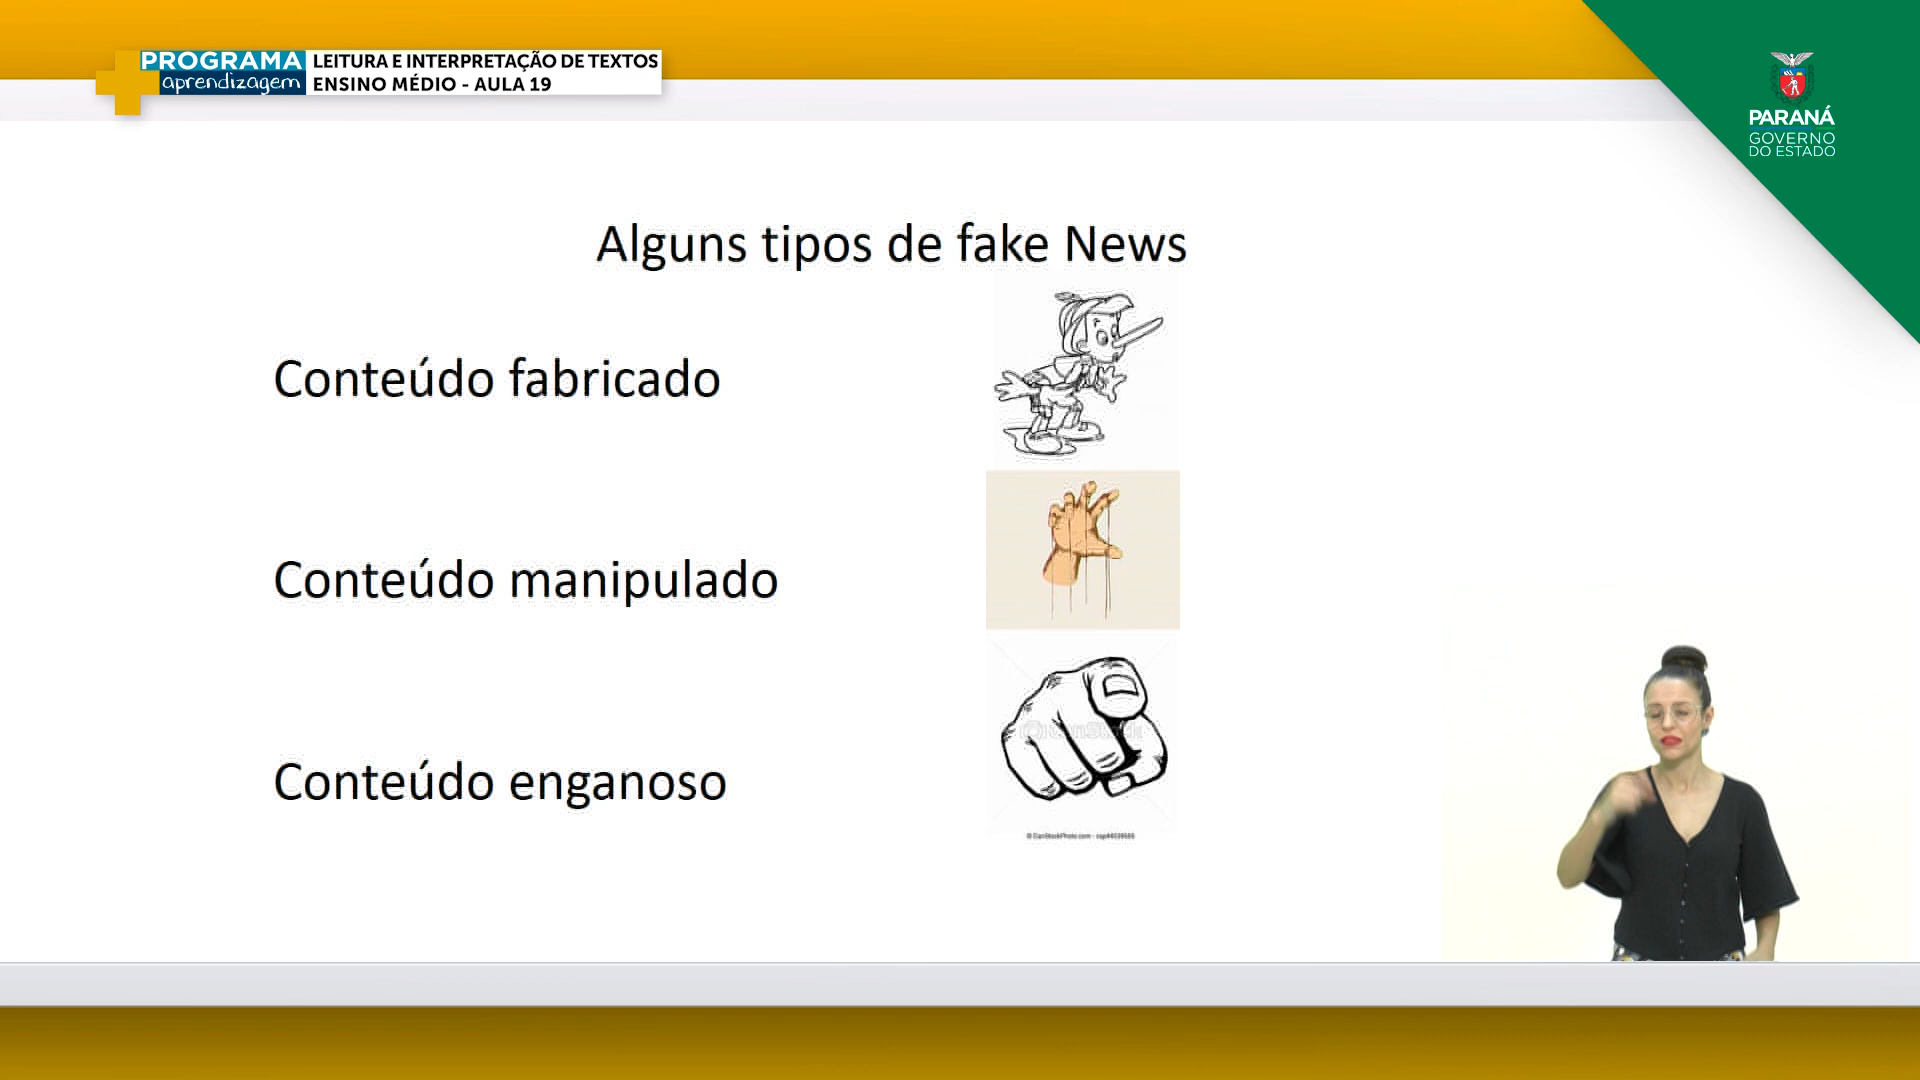 PROGRAMA
aprendizagem
LEITURA E INTERPRETAÇÃO DE TEXTOS
ENSINO MÉDIO - AULA 19
PARANÁ
GOVERNO
DO ESTADO
Alguns tipos de fake News
Conteúdo fabricado
Conteúdo manipulado
Conteúdo enganoso